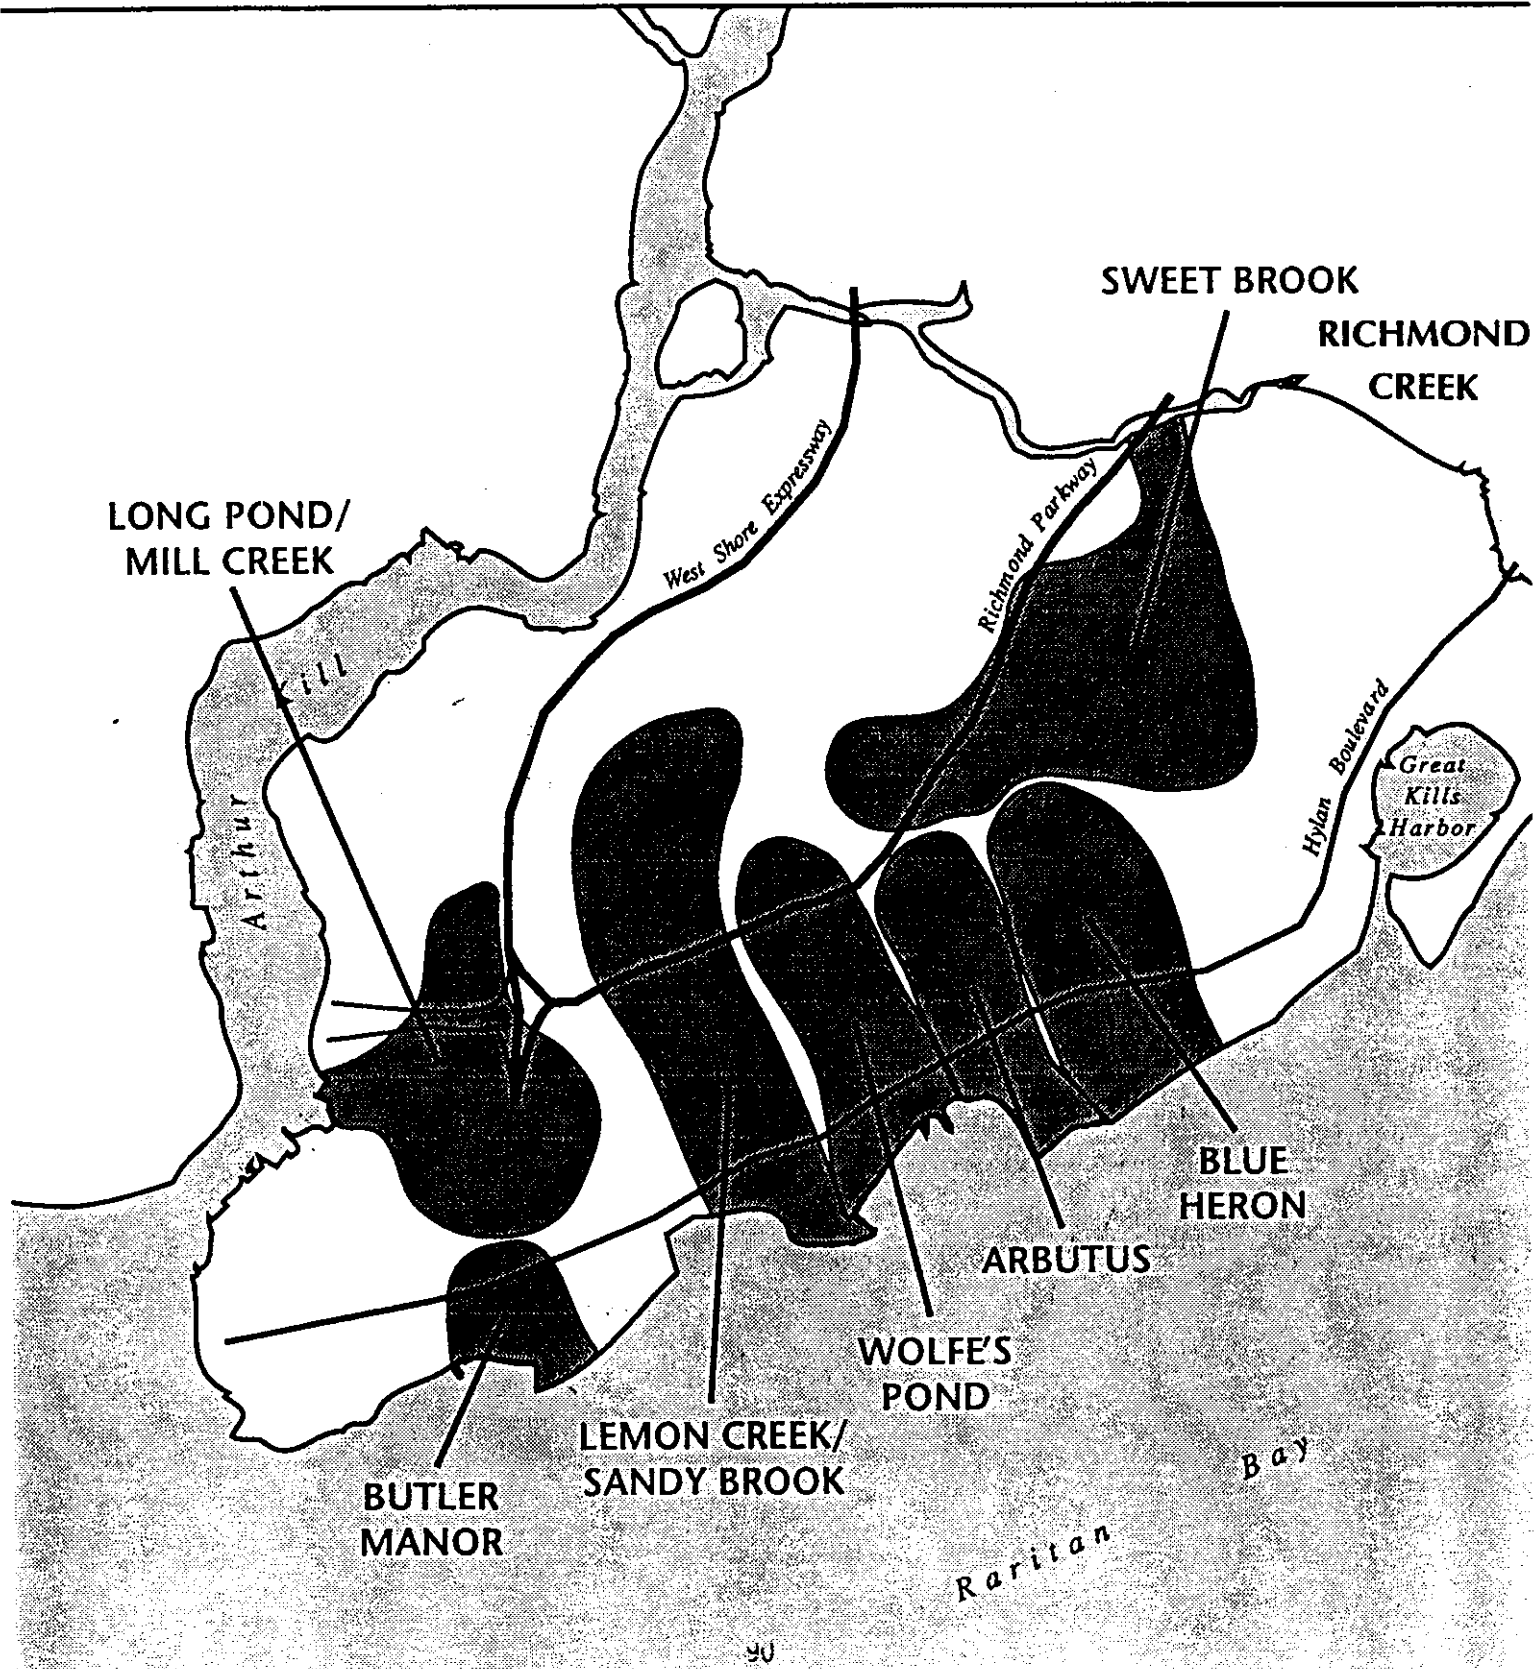 SWEET BROOK
RICHMOND
CREEK
West Shore Expressway
Richmond Parkway
LONG POND/
MILL CREEK
Kill
Arthur
Hylan Boulevard
Great
Kills
Harbor
BLUE
HERON
ARBUTUS
WOLFE'S
POND
LEMON CREEK/
SANDY BROOK
BUTLER
MANOR
Raritan Bay